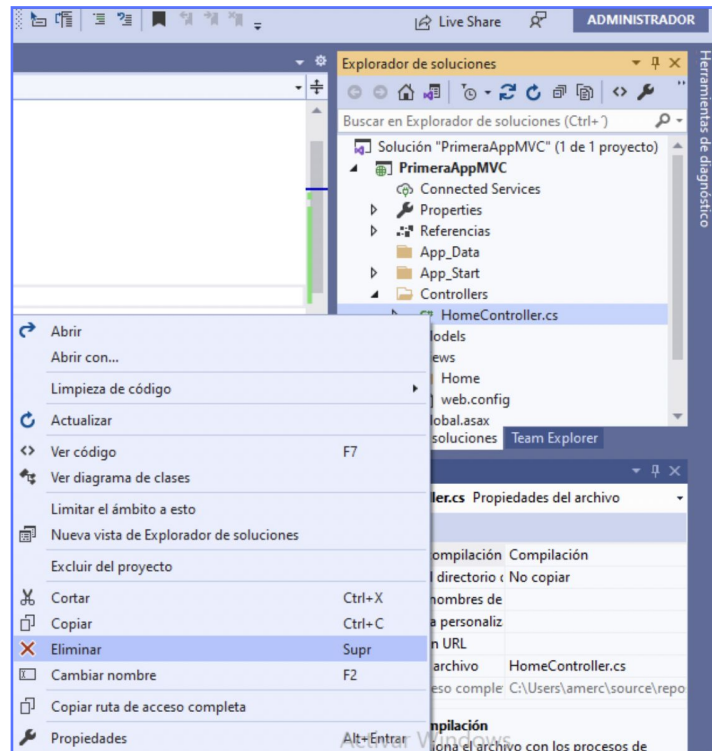 Live Share
ADMINISTRADOR
Herramientas de diagnóstico
Explorador de soluciones
Buscar en Explorador de soluciones (Ctrl+´)
Solución "PrimeraAppMVC" (1 de 1 proyecto)
PrimeraAppMVC
Connected Services
Properties
Referencias
App_Data
App_Start
Controllers
C# HomeController.cs
odels
ews
Home
web.config
lobal.asax
soluciones Team Explorer
Abrir
Abrir con...
Limpieza de código
Actualizar
Ver código F7
Ver diagrama de clases
Limitar el ámbito a esto
Nueva vista de Explorador de soluciones
Excluir del proyecto
Cortar Ctrl+X
Copiar Ctrl+C
Eliminar Supr
Cambiar nombre F2
Copiar ruta de acceso completa
Propiedades Alt+Entrar
ler.cs Propiedades del archivo
ompilación Compilación
l directorio No copiar
nombres de
a personaliz
n URL
archivo HomeController.cs
eso comple C:\Users\amerc\source\repo
mpilación
iona el archivo con los procesos de
Activar Windows